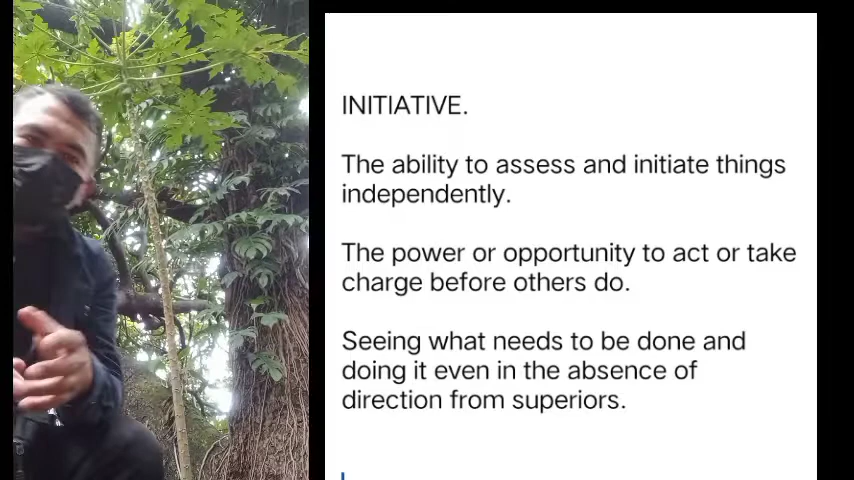 INITIATIVE.
The ability to assess and initiate things
independently.
The power or opportunity to act or take
charge before others do.
Seeing what needs to be done and
doing it even in the absence of
direction from superiors.